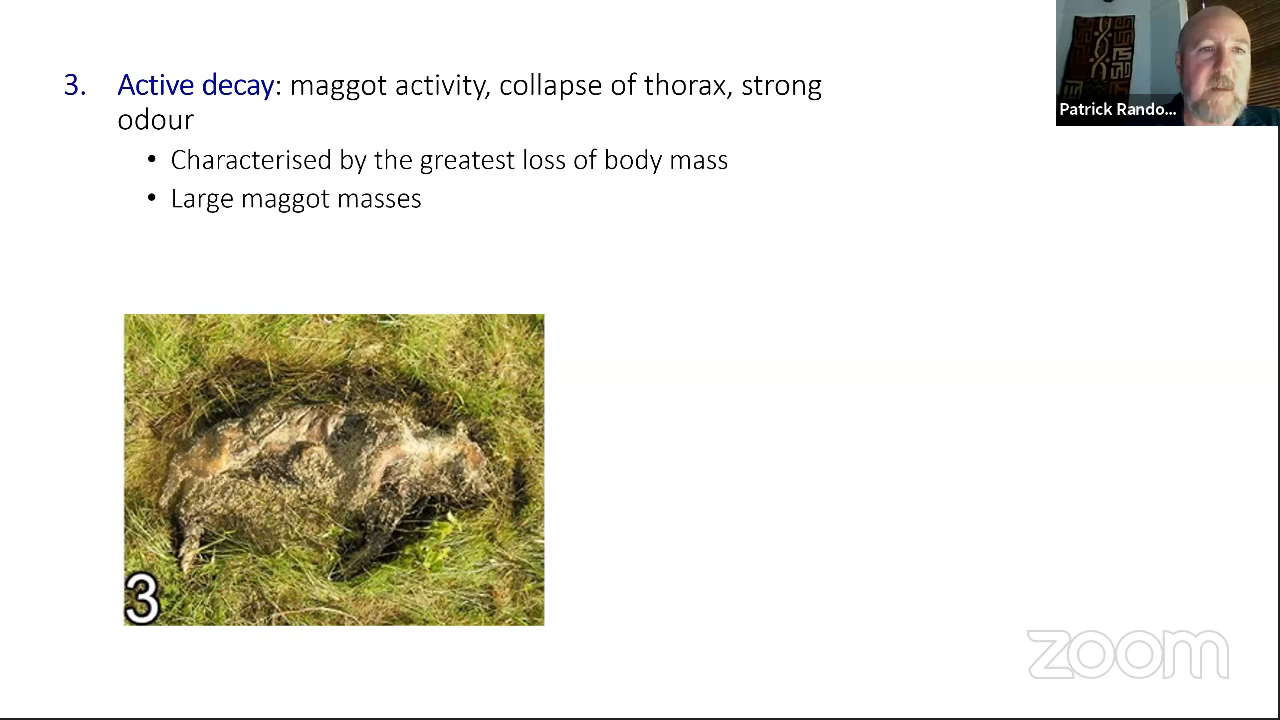 3. Active decay: maggot activity, collapse of thorax, strong
odour
• Characterised by the greatest loss of body mass
• Large maggot masses
Patrick Rando...
3
zoom